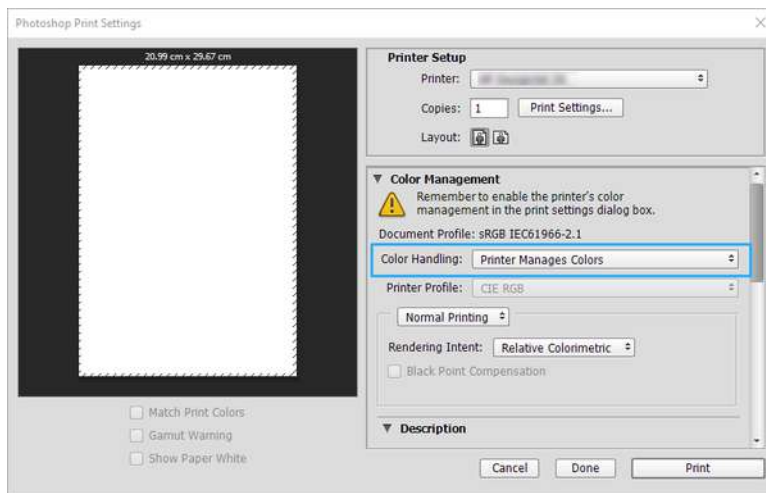 Photoshop Print Settings
20.99 cm x 29.67 cm
Match Print Colors
Gamut Warning
Show Paper White
Printer Setup
Printer:
Copies: 1 Print Settings...
Layout:
Color Management
Remember to enable the printer's color
management in the print settings dialog box.
Document Profile: sRGB IEC61966-2.1
Color Handling: Printer Manages Colors
Printer Profile: CIE RGB
Normal Printing
Rendering Intent: Relative Colorimetric
Black Point Compensation
Description
Cancel Done Print